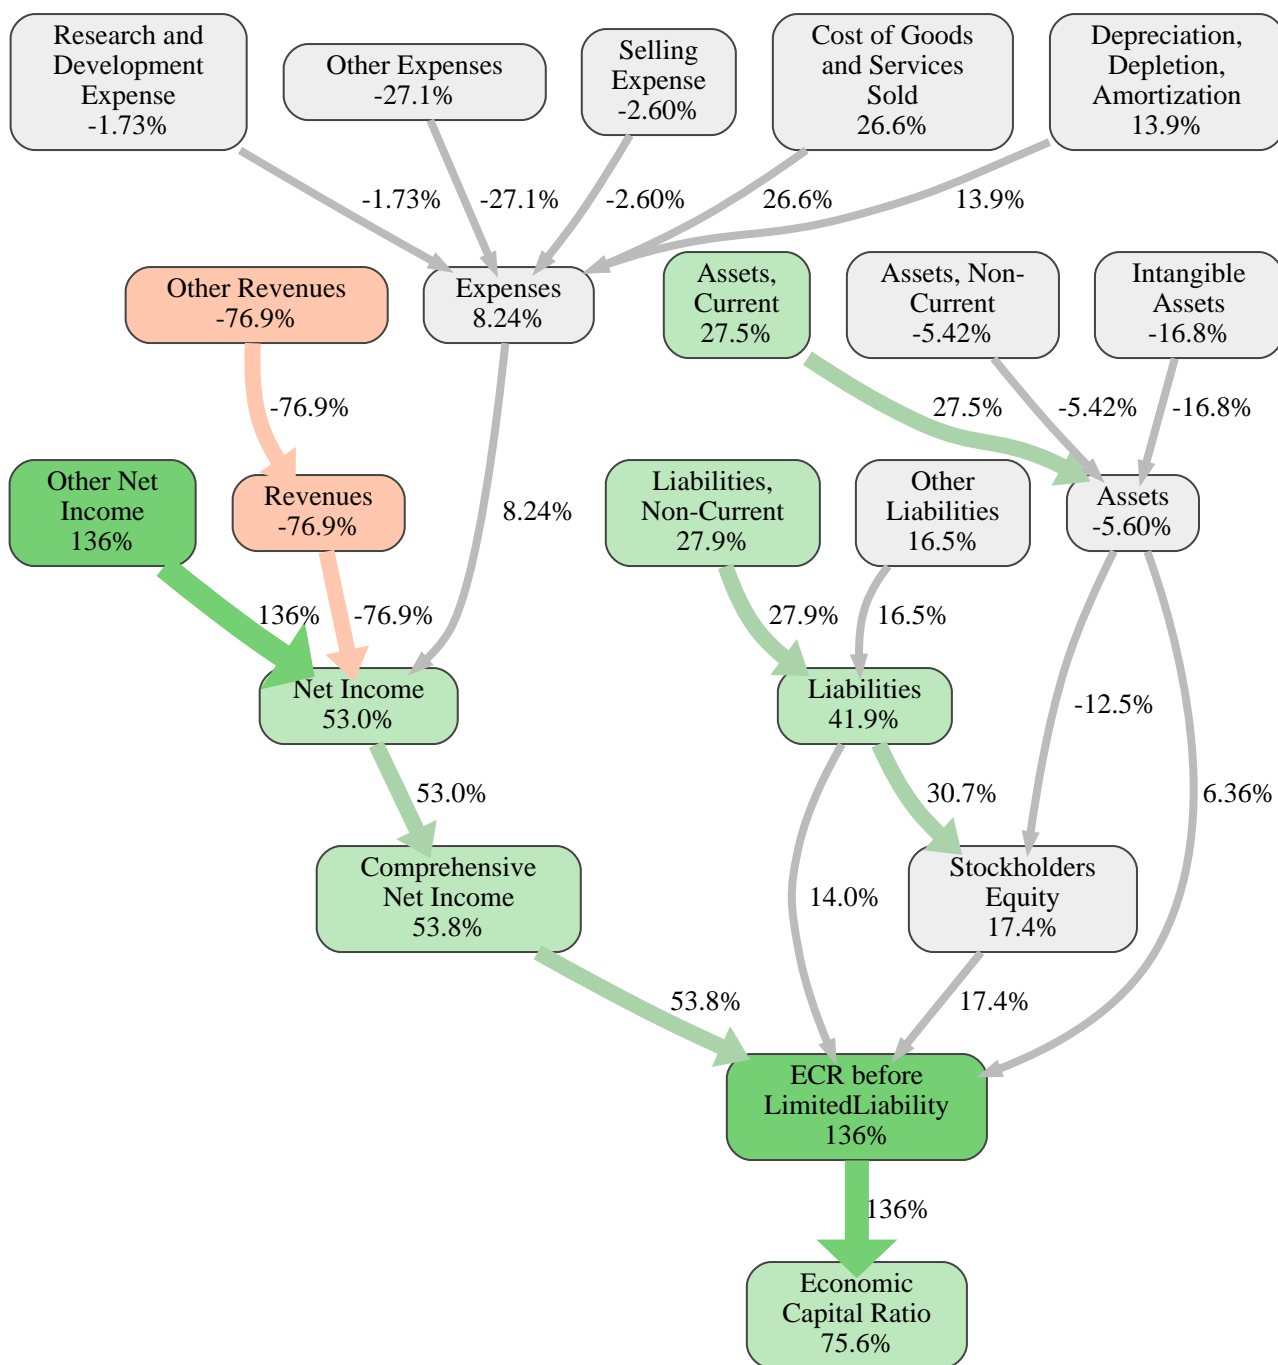 Research and
Development
Expense
-1.73%
Other Expenses
-27.1%
Selling
Expense
-2.60%
Cost of Goods
and Services
Sold
26.6%
Depreciation,
Depletion,
Amortization
13.9%
-1.73%
-27.1%
-2.60%
26.6%
13.9%
Other Revenues
-76.9%
Expenses
8.24%
Assets,
Current
27.5%
Assets, Non-
Current
-5.42%
Intangible
Assets
-16.8%
-76.9%
27.5%
-5.42%
-16.8%
Other Net
Income
136%
Revenues
-76.9%
8.24%
Liabilities,
Non-Current
27.9%
Other
Liabilities
16.5%
Assets
-5.60%
136%
-76.9%
27.9%
16.5%
Net Income
53.0%
Liabilities
41.9%
-12.5%
53.0%
30.7%
6.36%
Comprehensive
Net Income
53.8%
14.0%
Stockholders
Equity
17.4%
53.8%
17.4%
ECR before
LimitedLiability
136%
136%
Economic
Capital Ratio
75.6%